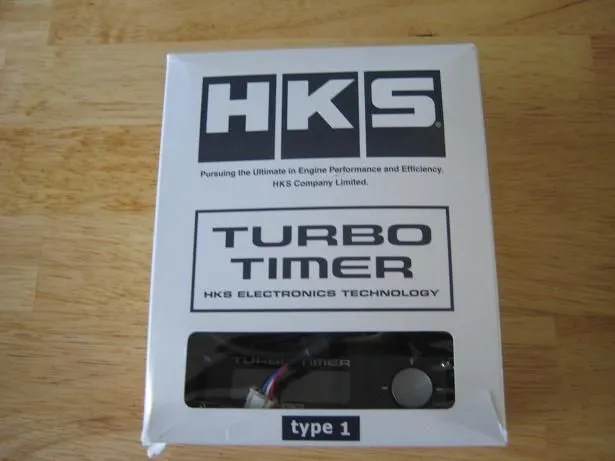 HKS®
Pursuing the Ultimate in Engine Performance and Efficiency.
HKS Company Limited.
TURBO
TIMER
HKS ELECTRONICS TECHNOLOGY
TURBO TIMER
type 1